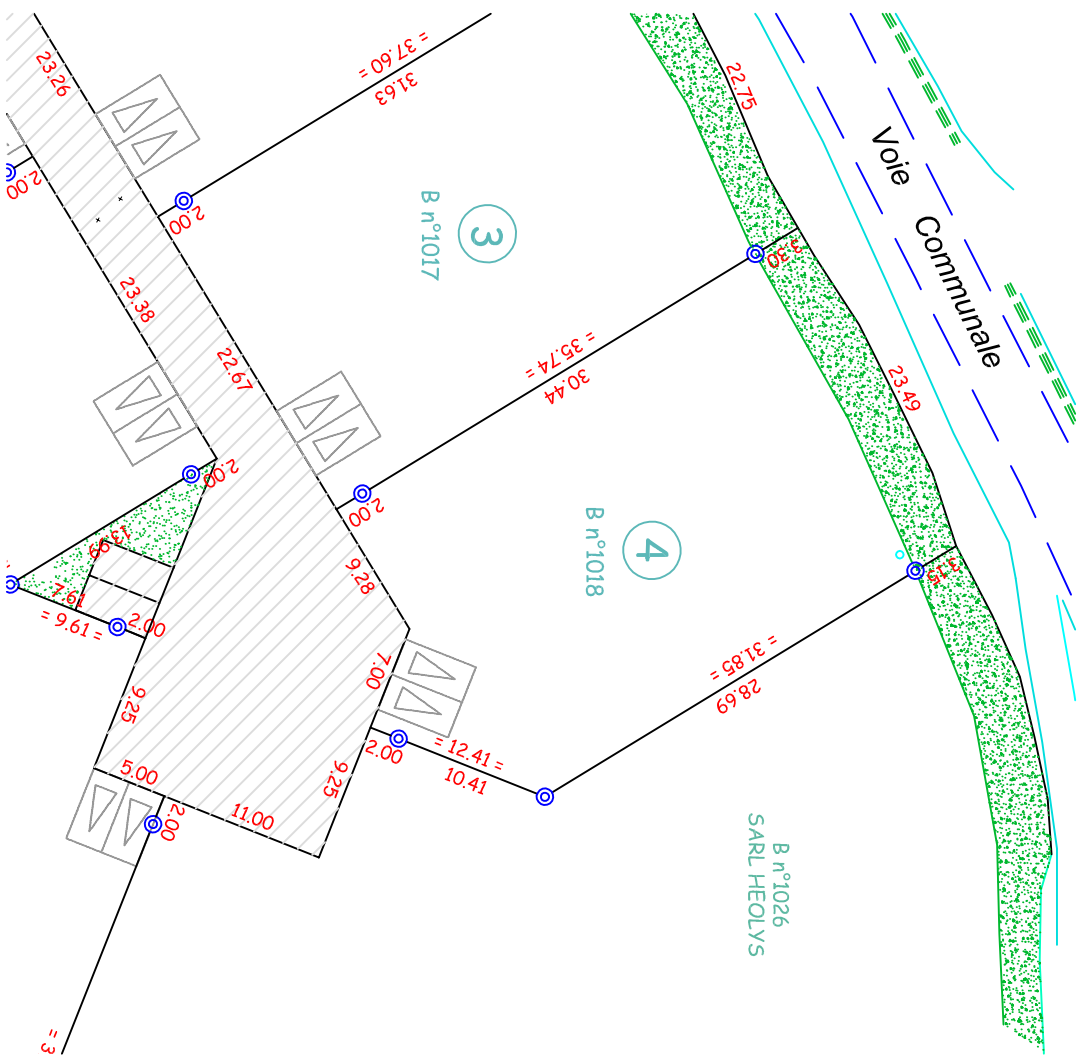 23.26
= 37.60 =
31.63
22.75
Voie
Communale
2.00
2.00
3
B n°1017
3.30
23.38
22.67
= 35.74 =
30.44
23.49
2.00
2.00
4
B n°1018
3.15
13.99
9.28
7.61
= 9.61 =
2.00
7.00
= 31.85 =
28.69
9.25
2.00
= 12.41 =
10.41
5.00
9.25
11.00
2.00
B n°1026
SARL HEOLYS
= 3